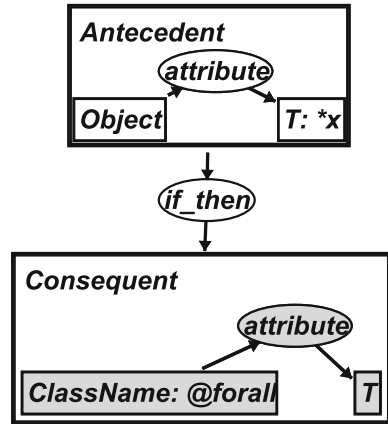 Antecedent
attribute
Object
T: *x
if_then
Consequent
attribute
ClassName: @forall
T